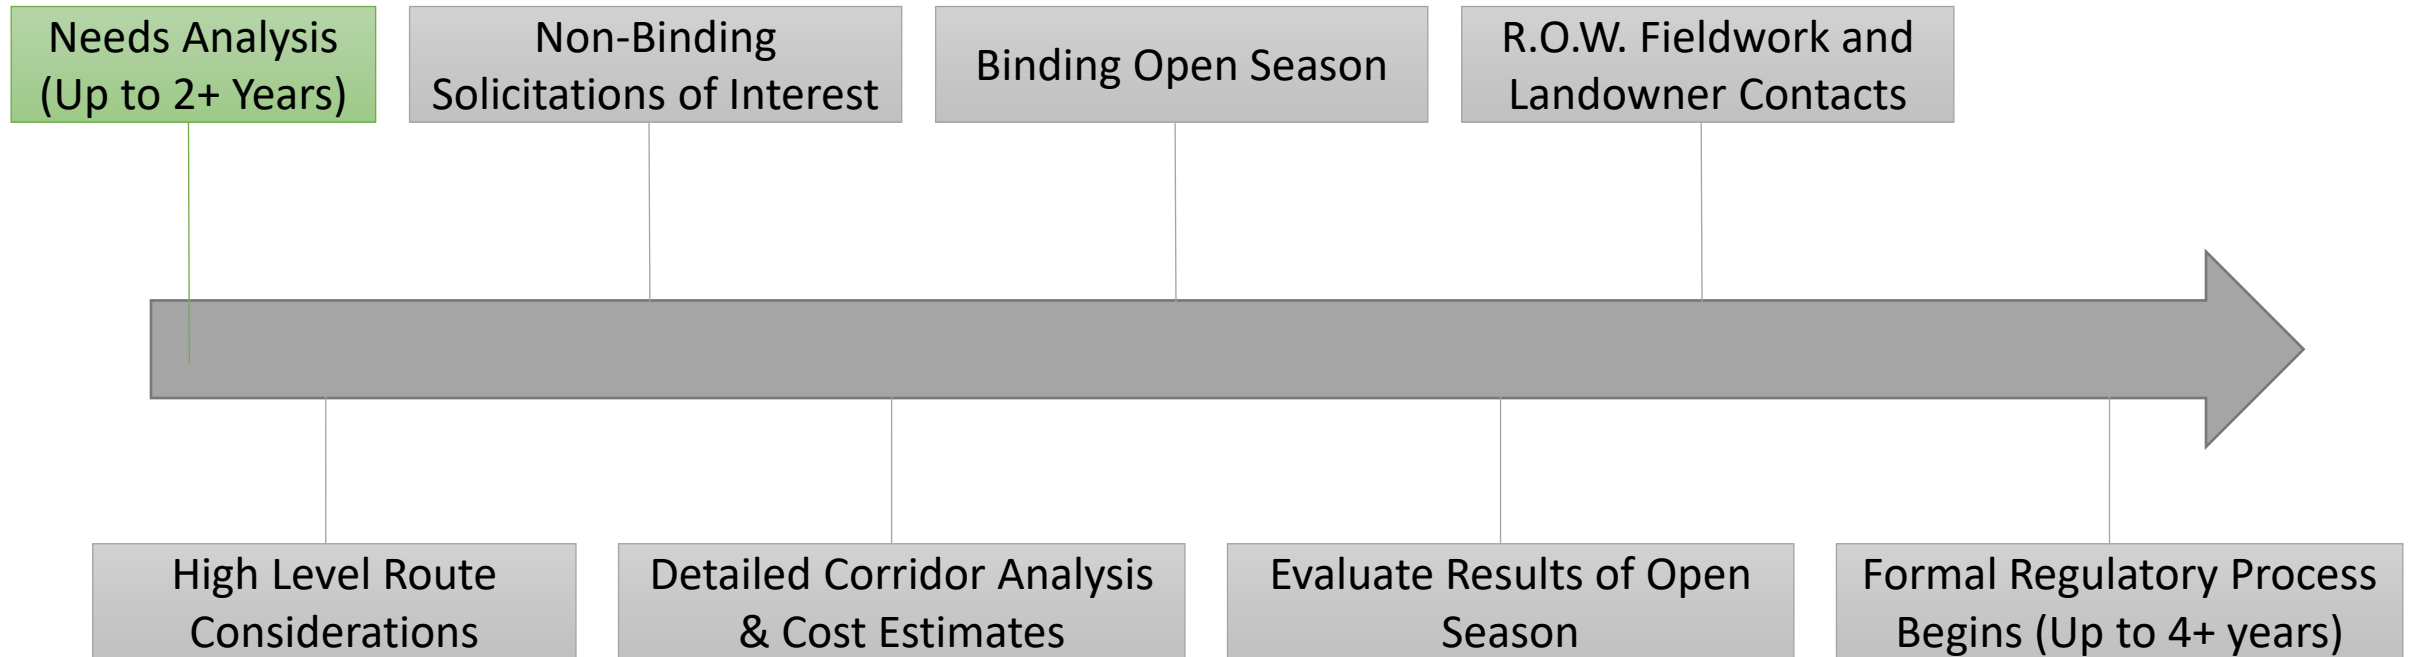 Needs Analysis
(Up to 2+ Years)
Non-Binding
Solicitations of Interest
Binding Open Season
R.O.W. Fieldwork and
Landowner Contacts
High Level Route
Considerations
Detailed Corridor Analysis
& Cost Estimates
Evaluate Results of Open
Season
Formal Regulatory Process
Begins (Up to 4+ years)